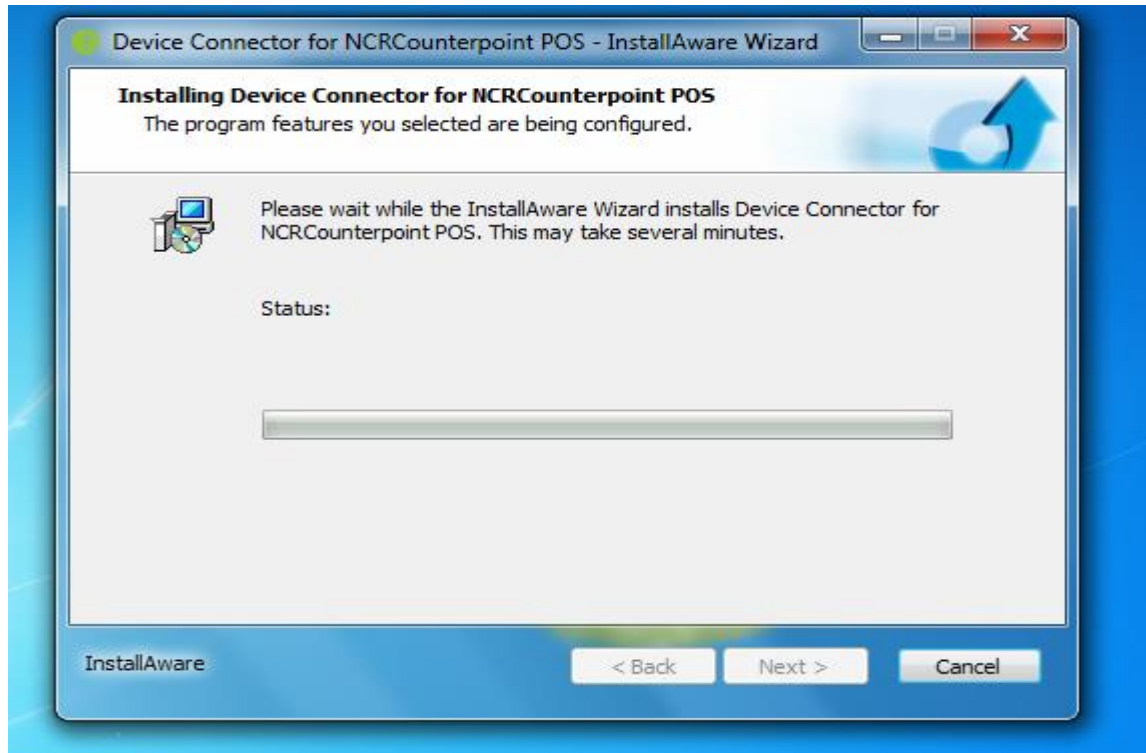 Device Connector for NCRCounterpoint POS - InstallAware Wizard
Installing Device Connector for NCRCounterpoint POS
The program features you selected are being configured.
Please wait while the InstallAware Wizard installs Device Connector for
NCRCounterpoint POS. This may take several minutes.
Status:
InstallAware
< Back
Next >
Cancel